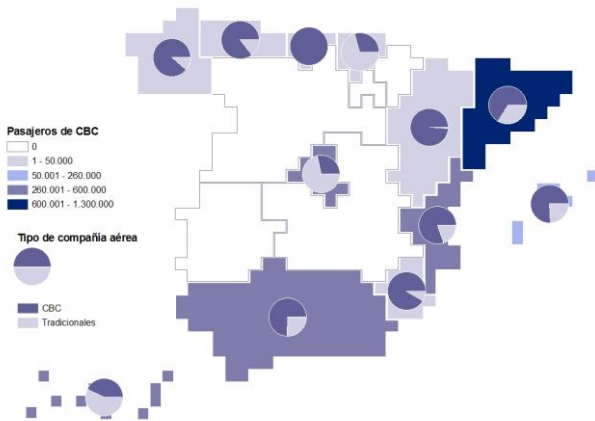 Pasajeros de CBC
0
1 - 50.000
50.001 - 260.000
260.001 - 600.000
600.001 - 1.300.000
Tipo de compañia aérea
CBC
Tradicionales